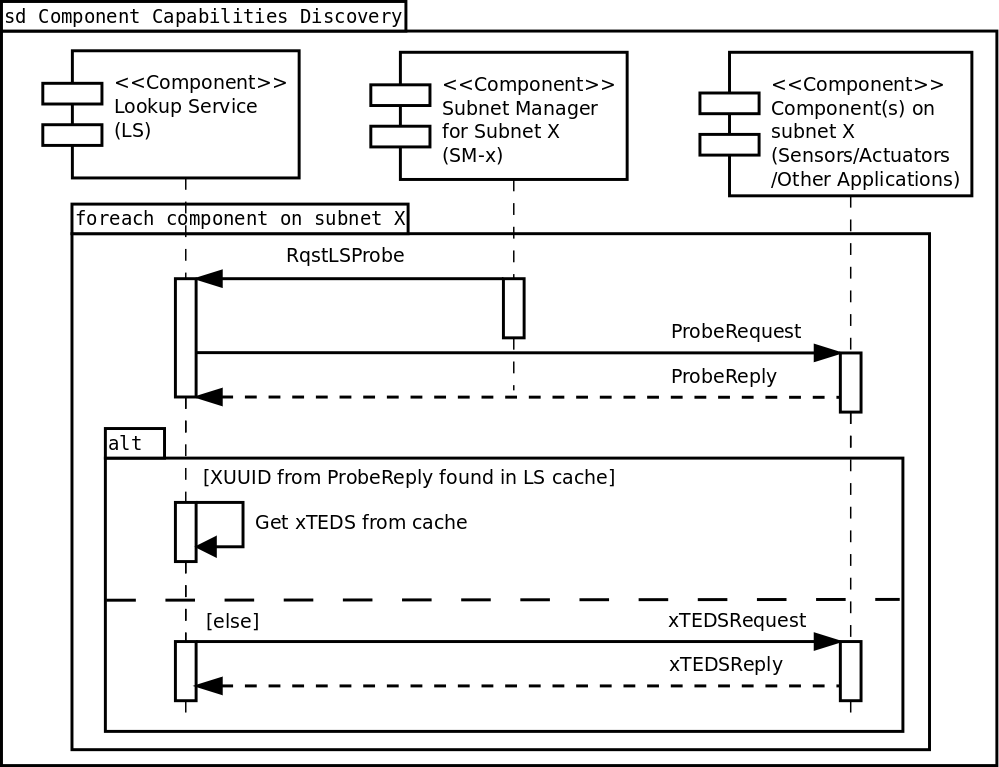 sd Component Capabilities Discovery
<<Component>>
Lookup Service
(LS)
<<Component>>
Subnet Manager
for Subnet X
(SM-x)
<<Component>>
Component(s) on
subnet X
(Sensors/Actuators
/Other Applications)
foreach component on subnet X
RqstLSProbe
ProbeRequest
ProbeReply
alt
[XUUID from ProbeReply found in LS cache]
Get xTEDS from cache
[else]
xTEDSRequest
xTEDSReply